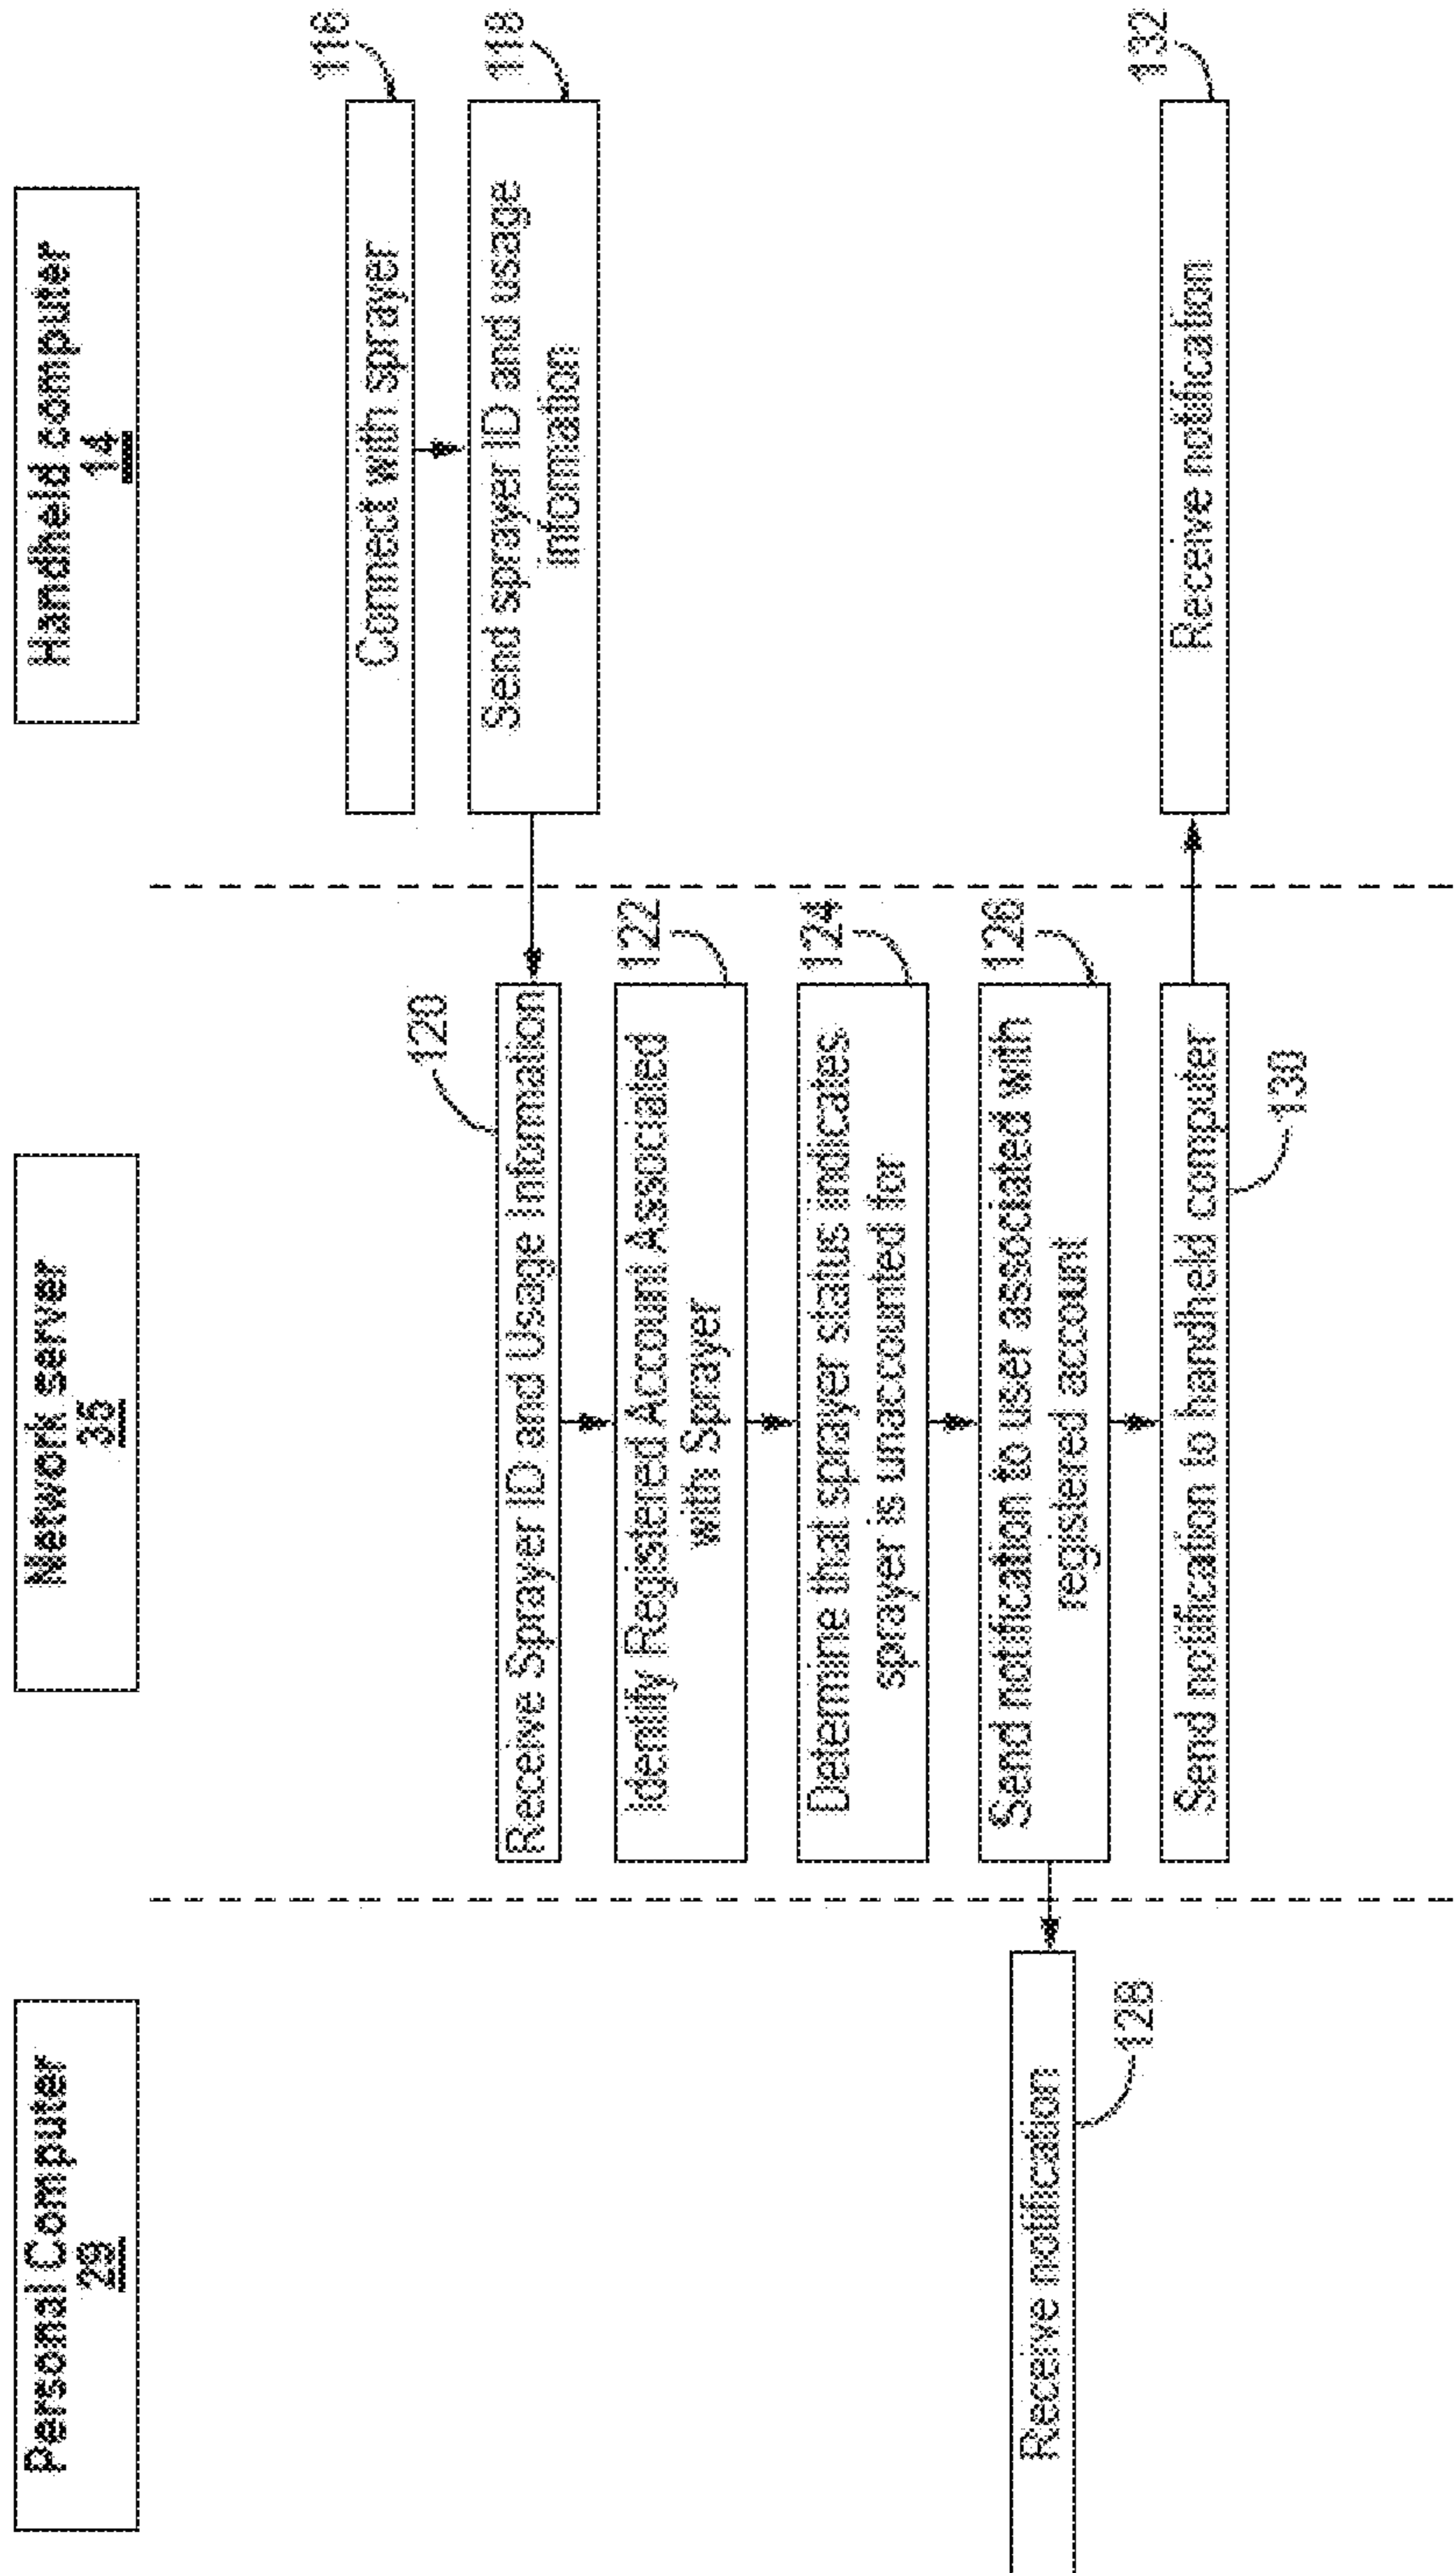 Personal Computer
29
Network server
35
Handheld computer
14
Connect with sprayer
116
Send sprayer ID and usage
information
118
120
Receive Sprayer ID and Usage Information
Identify Registered Account Associated
with Sprayer
122
Determine that sprayer status indicates
sprayer is unaccounted for
124
Send notification to user associated with
registered account
126
Receive notification
128
Send notification to handheld computer
130
Receive notification
132